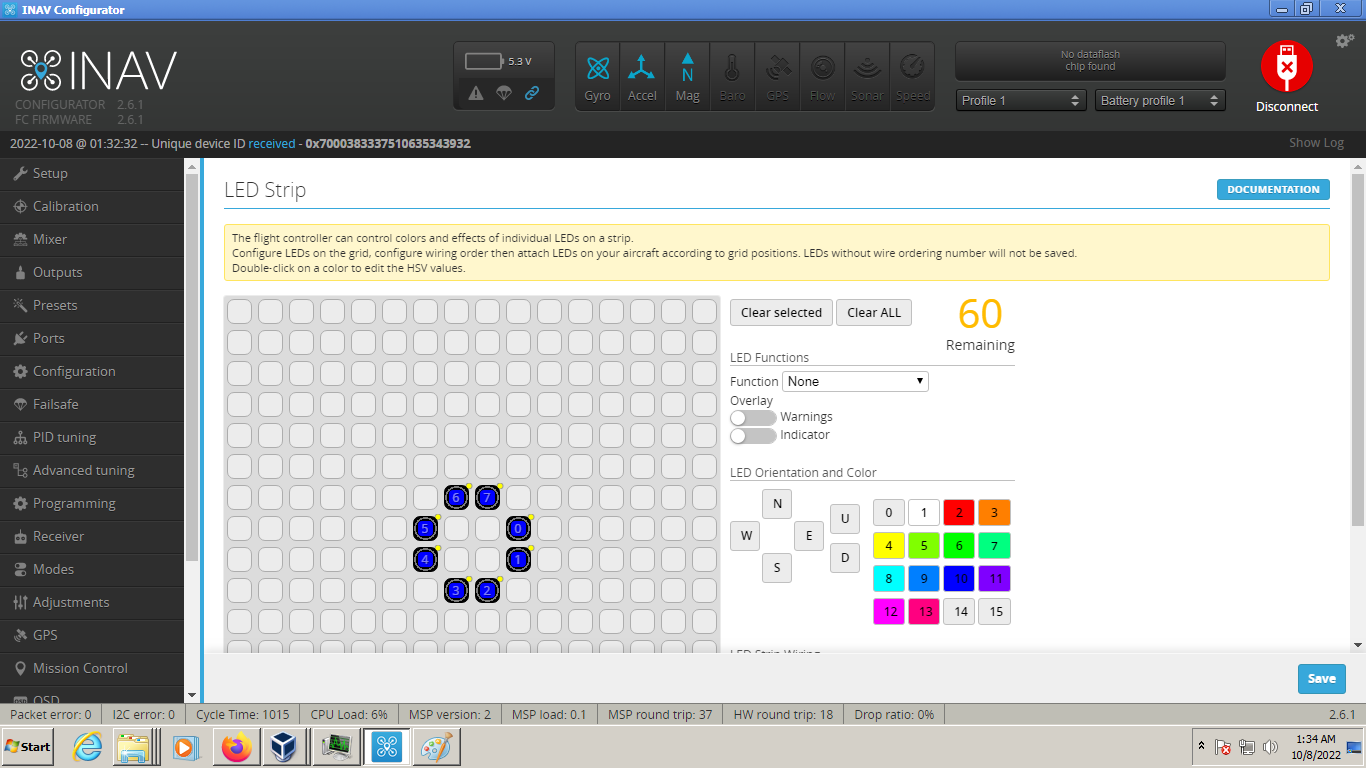 INAV Configurator
INAV
CONFIGURATOR 2.6.1
FC FIRMWARE 2.6.1
5.3 V
Gyro
Accel
N
Mag
Baro
GPS
Flow
Sonar
Speed
No dataflash
chip found
Profile 1
Battery profile 1
Disconnect
2022-10-08 @ 01:32:32 -- Unique device ID received - 0x7000383337510635343932
Show Log
Setup
Calibration
Mixer
Outputs
Presets
Ports
Configuration
Failsafe
PID tuning
Advanced tuning
Programming
Receiver
Modes
Adjustments
GPS
Mission Control
OSD
LED Strip
DOCUMENTATION
The flight controller can control colors and effects of individual LEDs on a strip.
Configure LEDs on the grid, configure wiring order then attach LEDs on your aircraft according to grid positions. LEDs without wire ordering number will not be saved.
Double-click on a color to edit the HSV values.
6 7
5 0
4 1
3 2
Clear selected
Clear ALL
60
Remaining
LED Functions
Function None
Overlay
Warnings
Indicator
LED Orientation and Color
N
W E
S
U
D
0 1 2 3
4 5 6 7
8 9 10 11
12 13 14 15
LED Strip Wiring
Save
Packet error: 0 I2C error: 0 Cycle Time: 1015 CPU Load: 6% MSP version: 2 MSP load: 0.1 MSP round trip: 37 HW round trip: 18 Drop ratio: 0% 2.6.1
Start
1:34 AM
10/8/2022